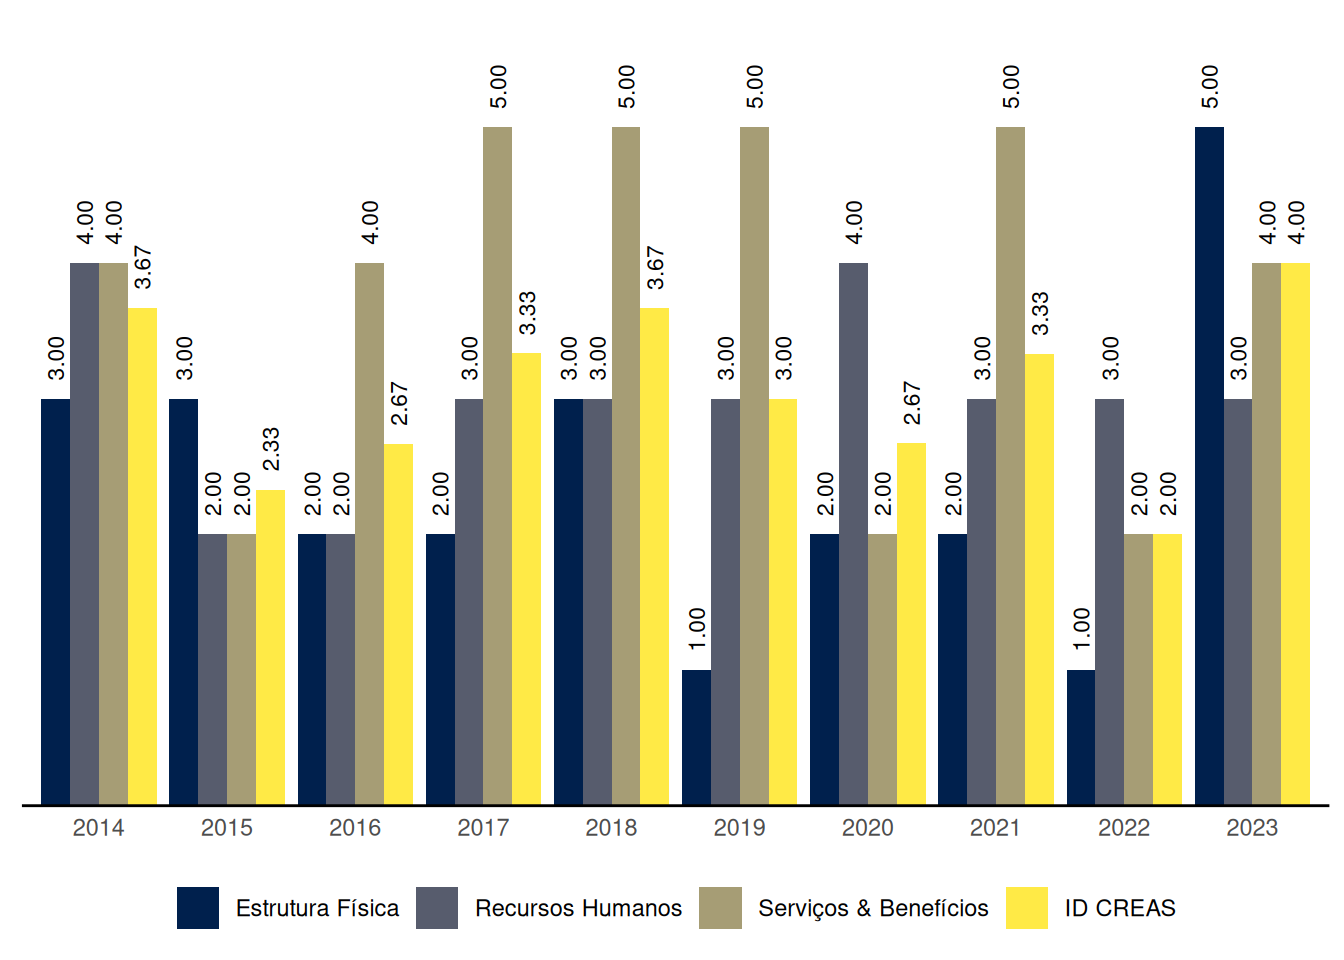 5.00 5.00 5.00 5.00 5.00
4.00 4.00 4.00 4.00 4.00 4.00
3.67 3.67
3.33 3.33
3.00 3.00 3.00 3.00 3.00 3.00 3.00 3.00 3.00 3.00
2.67 2.67
2.33
2.00 2.00 2.00 2.00 2.00 2.00 2.00 2.00 2.00 2.00
1.00 1.00
2014 2015 2016 2017 2018 2019 2020 2021 2022 2023
Estrutura Física Recursos Humanos Serviços & Benefícios ID CREAS